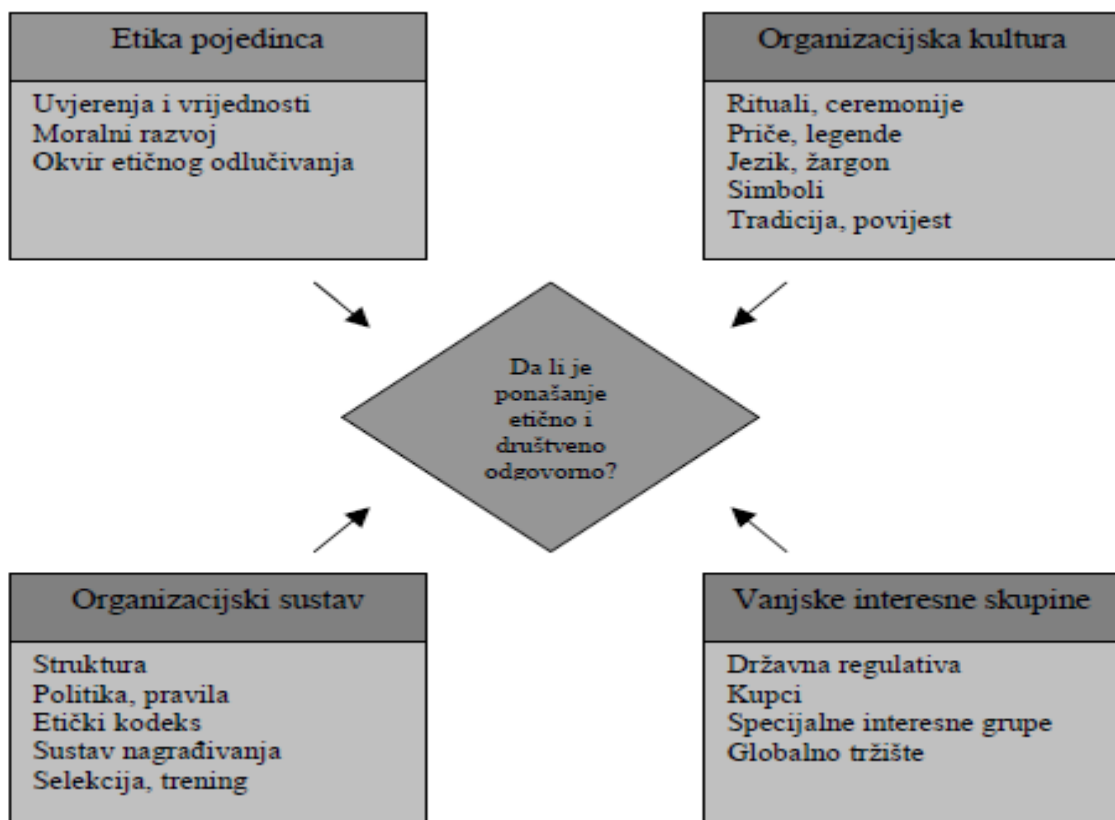 Etika pojedinca
Uvjerenja i vrijednosti
Moralni razvoj
Okvir etičnog odlučivanja
Organizacijska kultura
Rituali, ceremonije
Priče, legende
Jezik, žargon
Simboli
Tradicija, povijest
Da li je
ponašanje
etično i
društveno
odgovorno?
Organizacijski sustav
Struktura
Politika, pravila
Etički kodeks
Sustav nagrađivanja
Selekcija, trening
Vanjske interesne skupine
Državna regulativa
Kupci
Specijalne interesne grupe
Globalno tržište